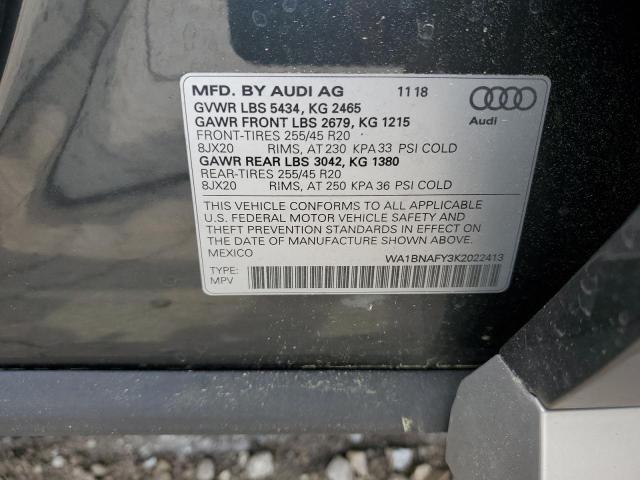 MFD. BY AUDI AG 11 18
GVWR LBS 5434, KG 2465
GAWR FRONT LBS 2679, KG 1215
FRONT-TIRES 255/45 R20
8JX20 RIMS, AT 230 KPA 33 PSI COLD
GAWR REAR LBS 3042, KG 1380
REAR-TIRES 255/45 R20
8JX20 RIMS, AT 250 KPA 36 PSI COLD
Audi
THIS VEHICLE CONFORMS TO ALL APPLICABLE
U.S. FEDERAL MOTOR VEHICLE SAFETY AND
THEFT PREVENTION STANDARDS IN EFFECT ON
DATE OF MANUFACTURE SHOWN ABOVE.
MEXICO
WA1BNAFY3K2022413
TYPE:
MPV